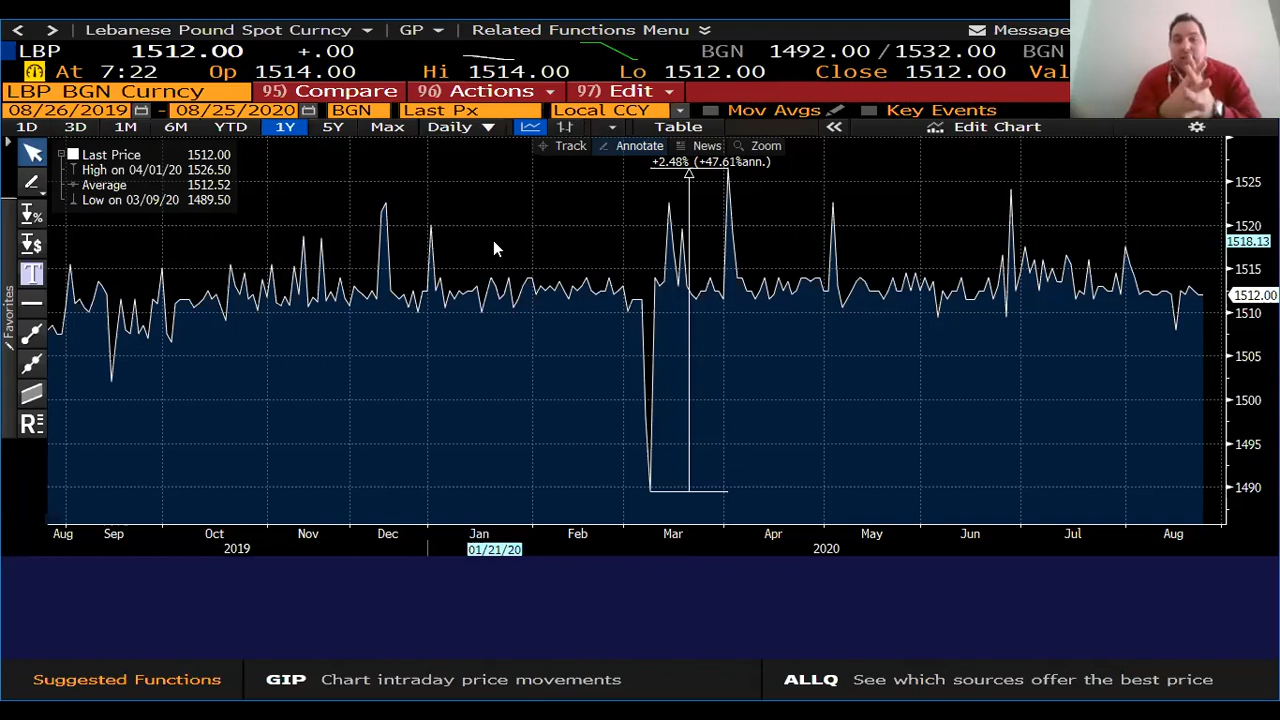 Lebanese Pound Spot Curncy GP Related Functions Menu Message
LBP 1512.00 +.00 BGN 1492.00 / 1532.00 BGN
At 7:22 Op 1514.00 Hi 1514.00 Lo 1512.00 Close 1512.00 Val
LBP BGN Curncy 95) Compare 96) Actions 97) Edit
08/26/2019 - 08/25/2020 BGN Last Px Local CCY Mov Avgs Key Events
1D 3D 1M 6M YTD 1Y 5Y Max Daily Table Edit Chart
Track Annotate News Zoom
Last Price 1512.00
High on 04/01/20 1526.50
Average 1512.52
Low on 03/09/20 1489.50
+2.48% (+47.61%ann.)
1525
1520
1518.13
1515
1512.00
1510
1505
1500
1495
1490
%
$
T
R
Favorites
Aug Sep Oct Nov Dec Jan Feb Mar Apr May Jun Jul Aug
2019 01/21/20 2020
Suggested Functions GIP Chart intraday price movements ALLQ See which sources offer the best price